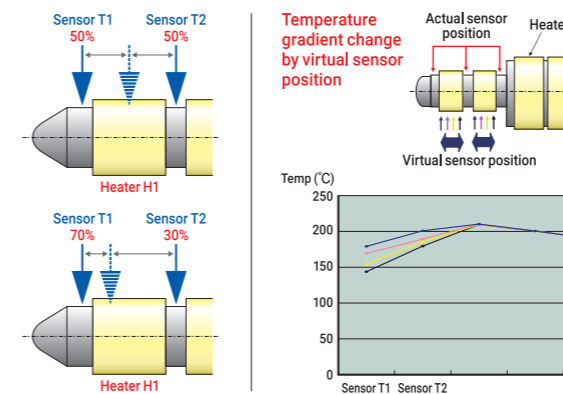 Sensor T1 Sensor T2
50% 50%
Heater H1
Sensor T1 Sensor T2
70% 30%
Heater H1
Temperature
gradient change
by virtual sensor
position
Actual sensor
position
Heate
Virtual sensor position
Temp (°C)
250
200
150
100
50
0
Sensor T1 Sensor T2